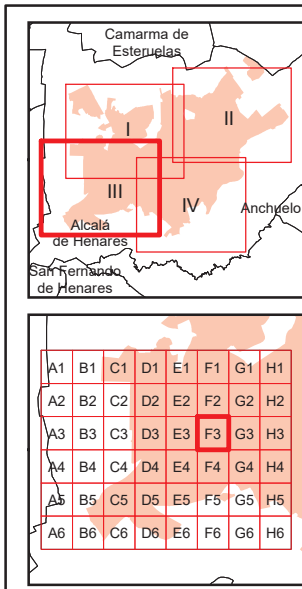 Camarma de
Esteruelas
I
II
III
IV
Anchuelo
Alcalá
de Henares
San Fernando
de Henares
A1 B1 C1 D1 E1 F1 G1 H1
A2 B2 C2 D2 E2 F2 G2 H2
A3 B3 C3 D3 E3 F3 G3 H3
A4 B4 C4 D4 E4 F4 G4 H4
A5 B5 C5 D5 E5 F5 G5 H5
A6 B6 C6 D6 E6 F6 G6 H6